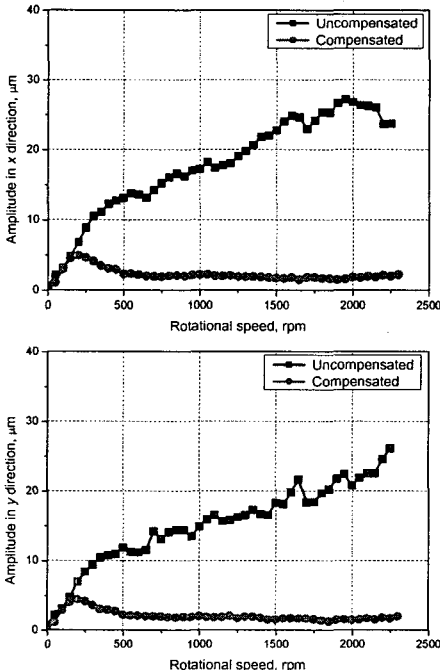 40
30
20
10
0
Amplitude in x direction, µm
Uncompensated
Compensated
0 500 1000 1500 2000 2500
Rotational speed, rpm
40
30
20
10
0
Amplitude in y direction, µm
Uncompensated
Compensated
0 500 1000 1500 2000 2500
Rotational speed, rpm